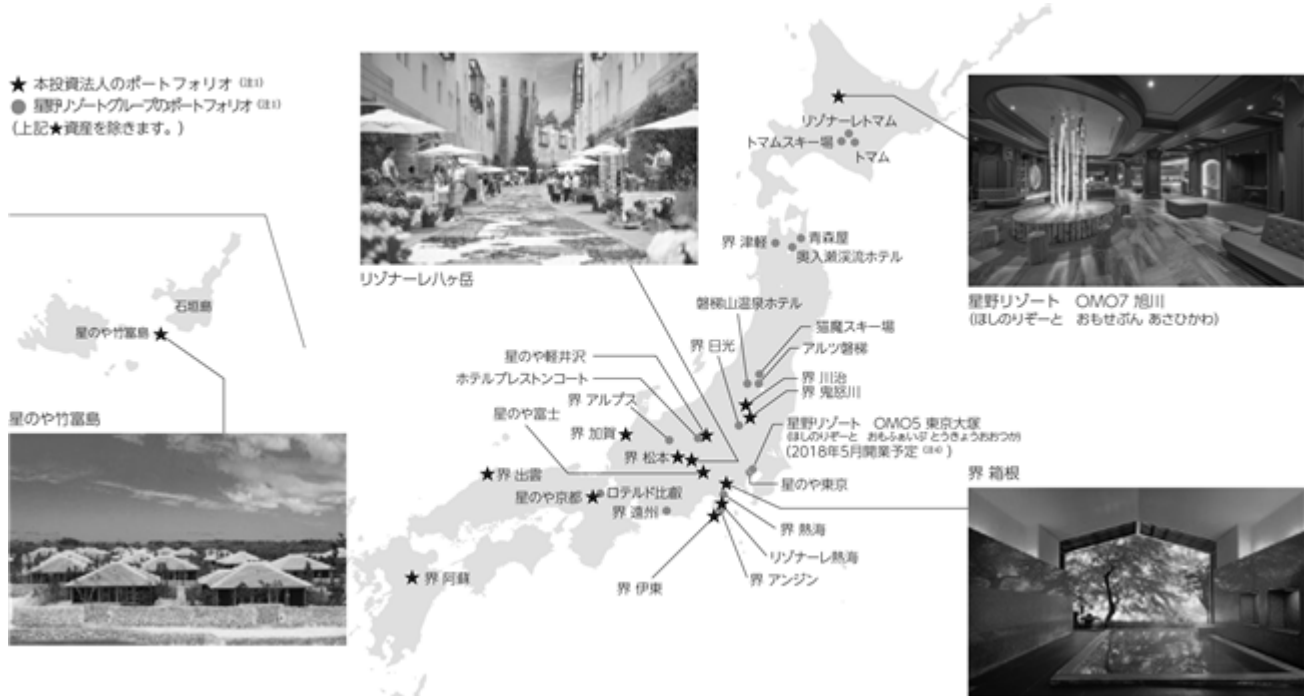 ★ 本投資法人のポートフォリオ (注1)
● 星野リゾートグループのポートフォリオ (注1)
(上記★資産を除きます。)
石垣島
星のや竹富島
星のや竹富島
リゾナーレ八ヶ岳
リゾナーレトマム
トマムスキー場
トマム
界 津軽
青森屋
奥入瀬渓流ホテル
星野リゾート OMO7 旭川
(ほしのりぞーと おもせぶん あさひかわ)
磐梯山温泉ホテル
猫魔スキー場
アルツ磐梯
界 日光
界 川治
界 鬼怒川
星のや軽井沢
ホテルブレストンコート
界 アルプス
星のや富士
界 加賀
界 松本
星野リゾート OMO5 東京大塚
(ほしのりぞーと おもふぁいぶ とうきょうおおつか)
(2018年5月開業予定 (注4) )
星のや東京
界 箱根
界 出雲
星のや京都
ロテルド比叡
界 遠州
界 熱海
リゾナーレ熱海
界 アンジン
界 伊東
界 阿蘇